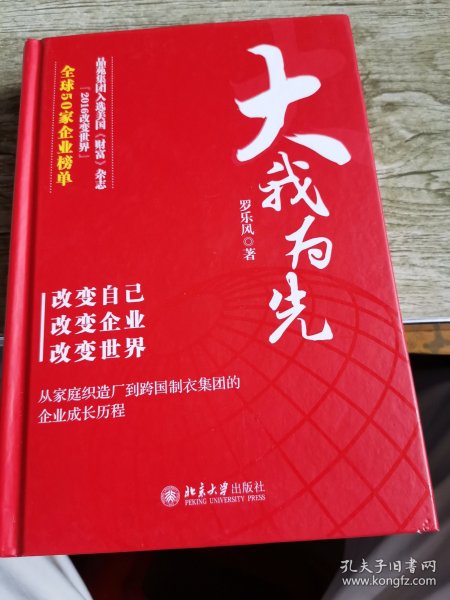 大我为先
罗乐风◎著
品苑集团入选美国《财富》杂志
「2016改变世界」
全球50家企业榜单
改变自己
改变企业
改变世界
从家庭织造厂到跨国制衣集团的
企业成长历程
北京大学出版社
PEKING UNIVERSITY PRESS
孔夫子旧书网
www.kongfz.com